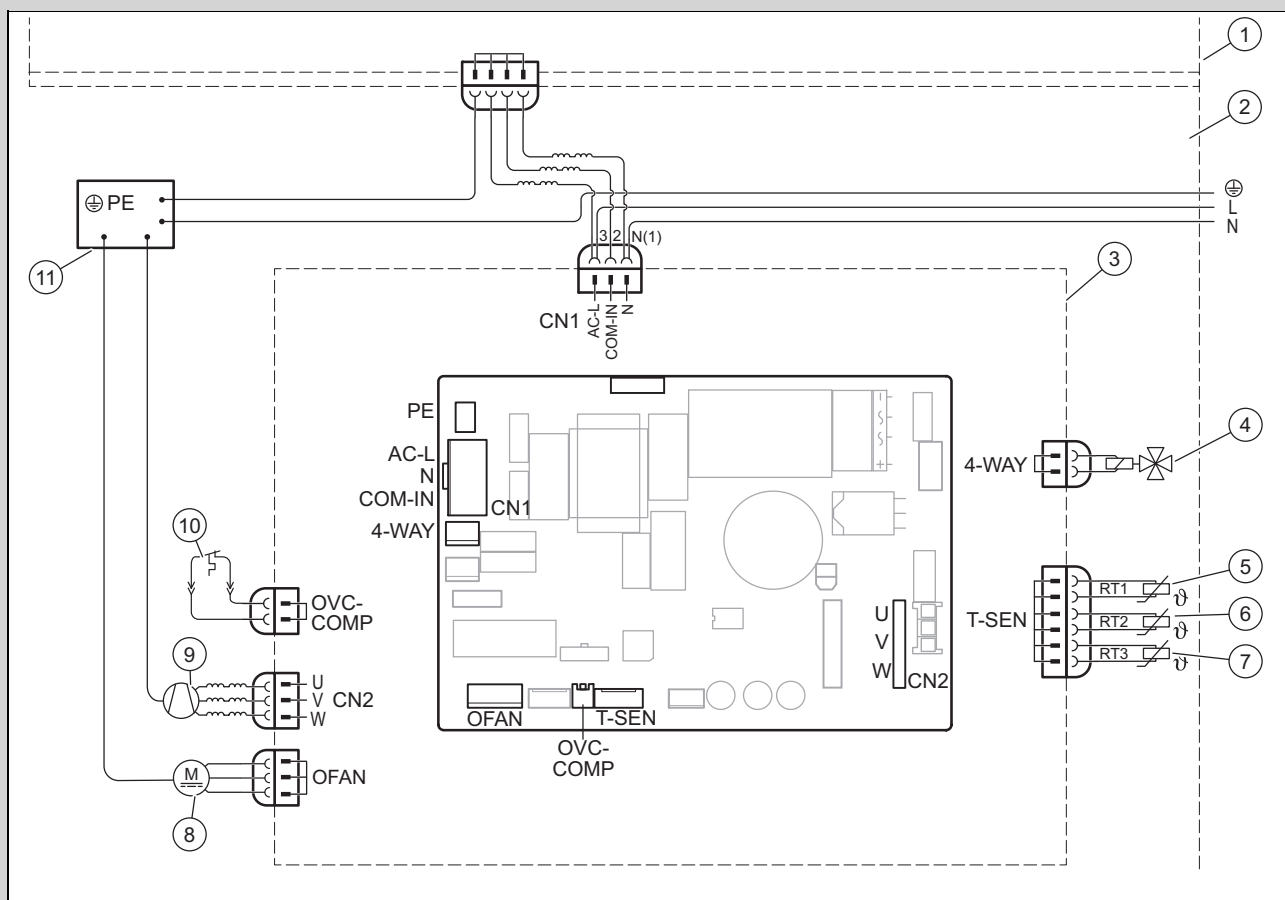 1
2
PE
L
N
3 2 N(1)
11
3
CN1
AC-L
COM-IN
N
PE
AC-L
N
COM-IN
CN1
4-WAY
4-WAY
4
10
OVC-
COMP
T-SEN
RT1
ϑ
5
RT2
ϑ
6
RT3
ϑ
7
9
U
V
W
CN2
U
V
W
CN2
OFAN
T-SEN
OVC-
COMP
M
OFAN
8